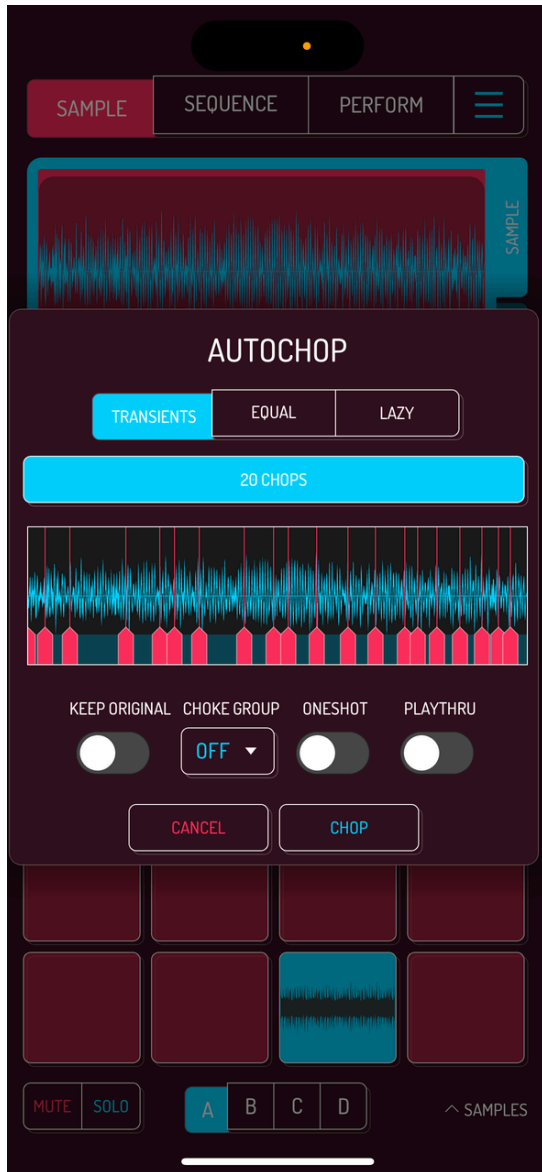 SAMPLE SEQUENCE PERFORM
SAMPLE
AUTOCHOP
TRANSIENTS EQUAL LAZY
20 CHOPS
KEEP ORIGINAL CHOKE GROUP ONESHOT PLAYTHRU
OFF
CANCEL CHOP
MUTE SOLO A B C D SAMPLES